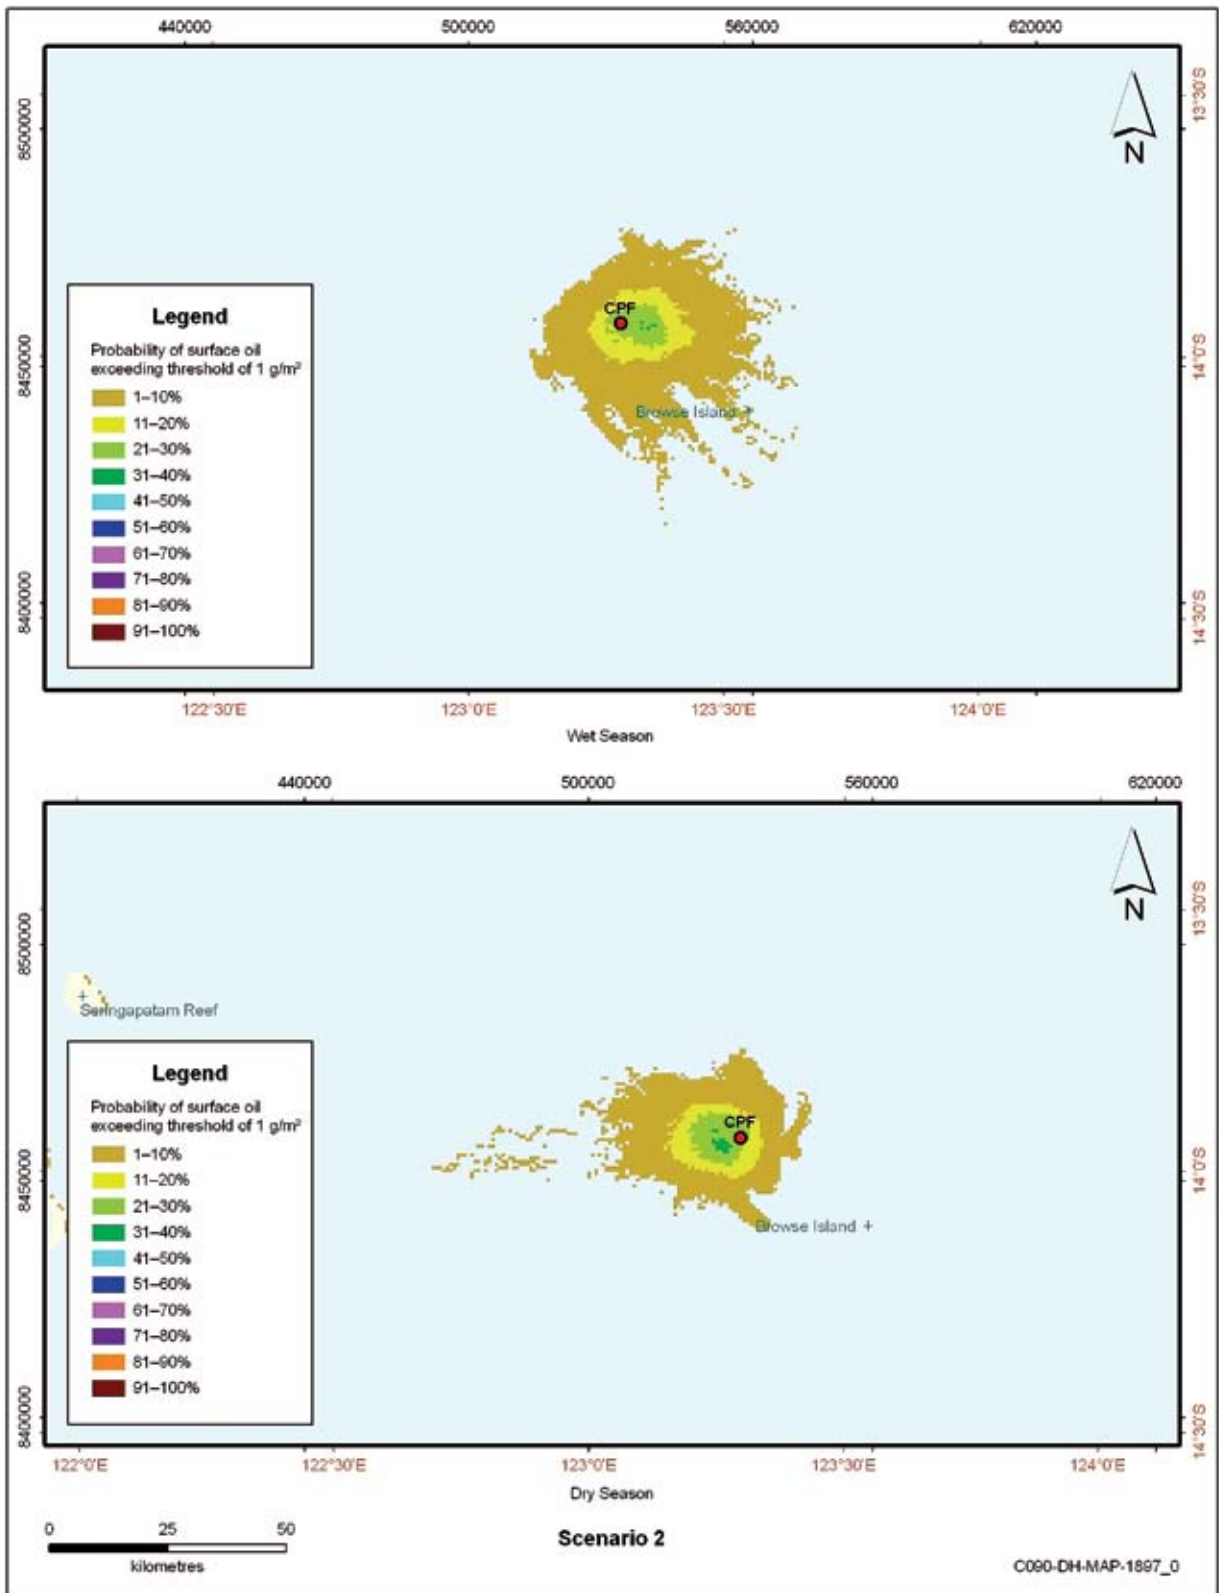 440000 500000 560000 620000
8500000
8450000
8400000
13°30'S
14°0'S
14°30'S
N
CPF
Browse Island
Legend
Probability of surface oil
exceeding threshold of 1 g/m²
1–10%
11–20%
21–30%
31–40%
41–50%
51–60%
61–70%
71–80%
81–90%
91–100%
122°30'E 123°0'E 123°30'E 124°0'E
Wet Season
440000 500000 560000 620000
8500000
8450000
8400000
13°30'S
14°0'S
14°30'S
N
Seringapatam Reef
CPF
Browse Island
Legend
Probability of surface oil
exceeding threshold of 1 g/m²
1–10%
11–20%
21–30%
31–40%
41–50%
51–60%
61–70%
71–80%
81–90%
91–100%
122°0'E 122°30'E 123°0'E 123°30'E 124°0'E
Dry Season
0 25 50
kilometres
Scenario 2
C090-DH-MAP-1897_0